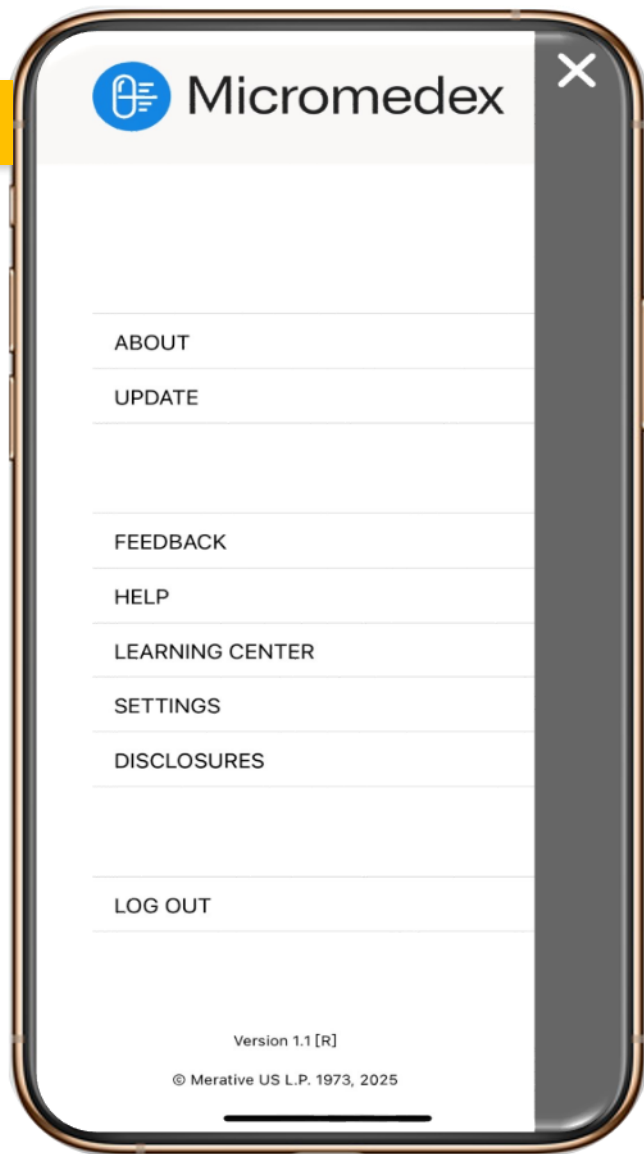 Micromedex
ABOUT
UPDATE
FEEDBACK
HELP
LEARNING CENTER
SETTINGS
DISCLOSURES
LOG OUT
Version 1.1 [R]
© Merative US L.P. 1973, 2025